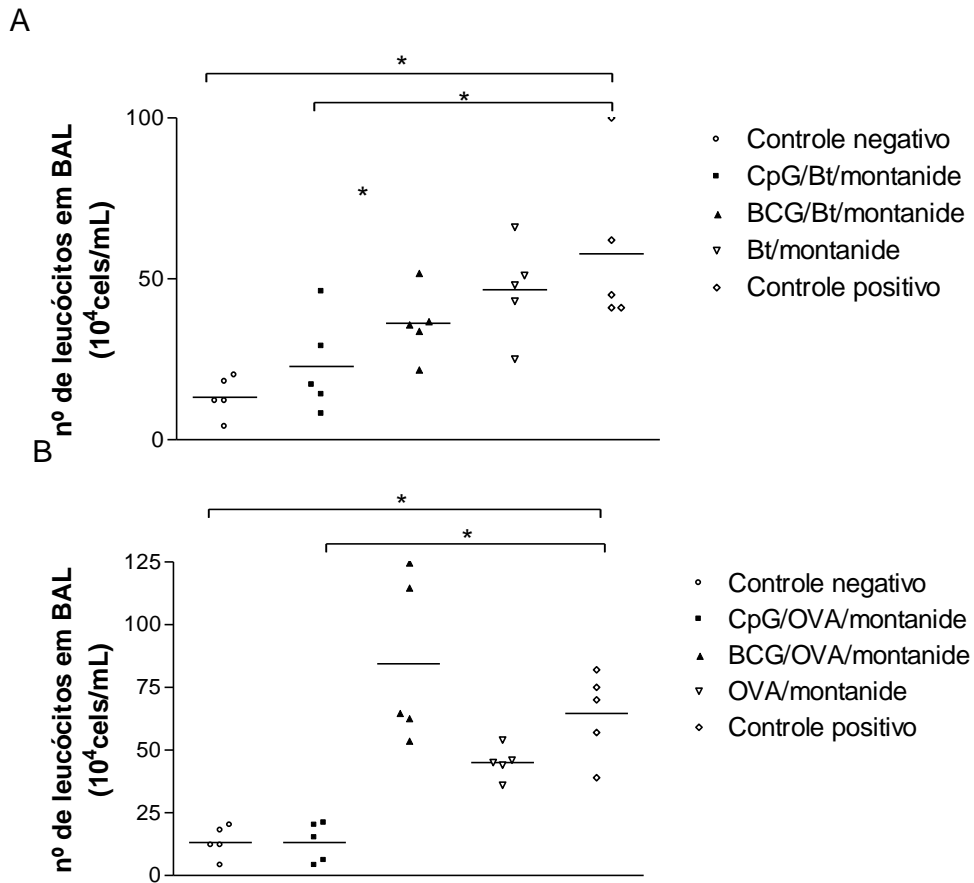 A
*
*
*
nº de leucócitos em BAL
(10⁴cels/mL)
100
50
0
Controle negativo
CpG/Bt/montanide
BCG/Bt/montanide
Bt/montanide
Controle positivo
B
*
*
nº de leucócitos em BAL
(10⁴cels/mL)
125
100
75
50
25
0
Controle negativo
CpG/OVA/montanide
BCG/OVA/montanide
OVA/montanide
Controle positivo